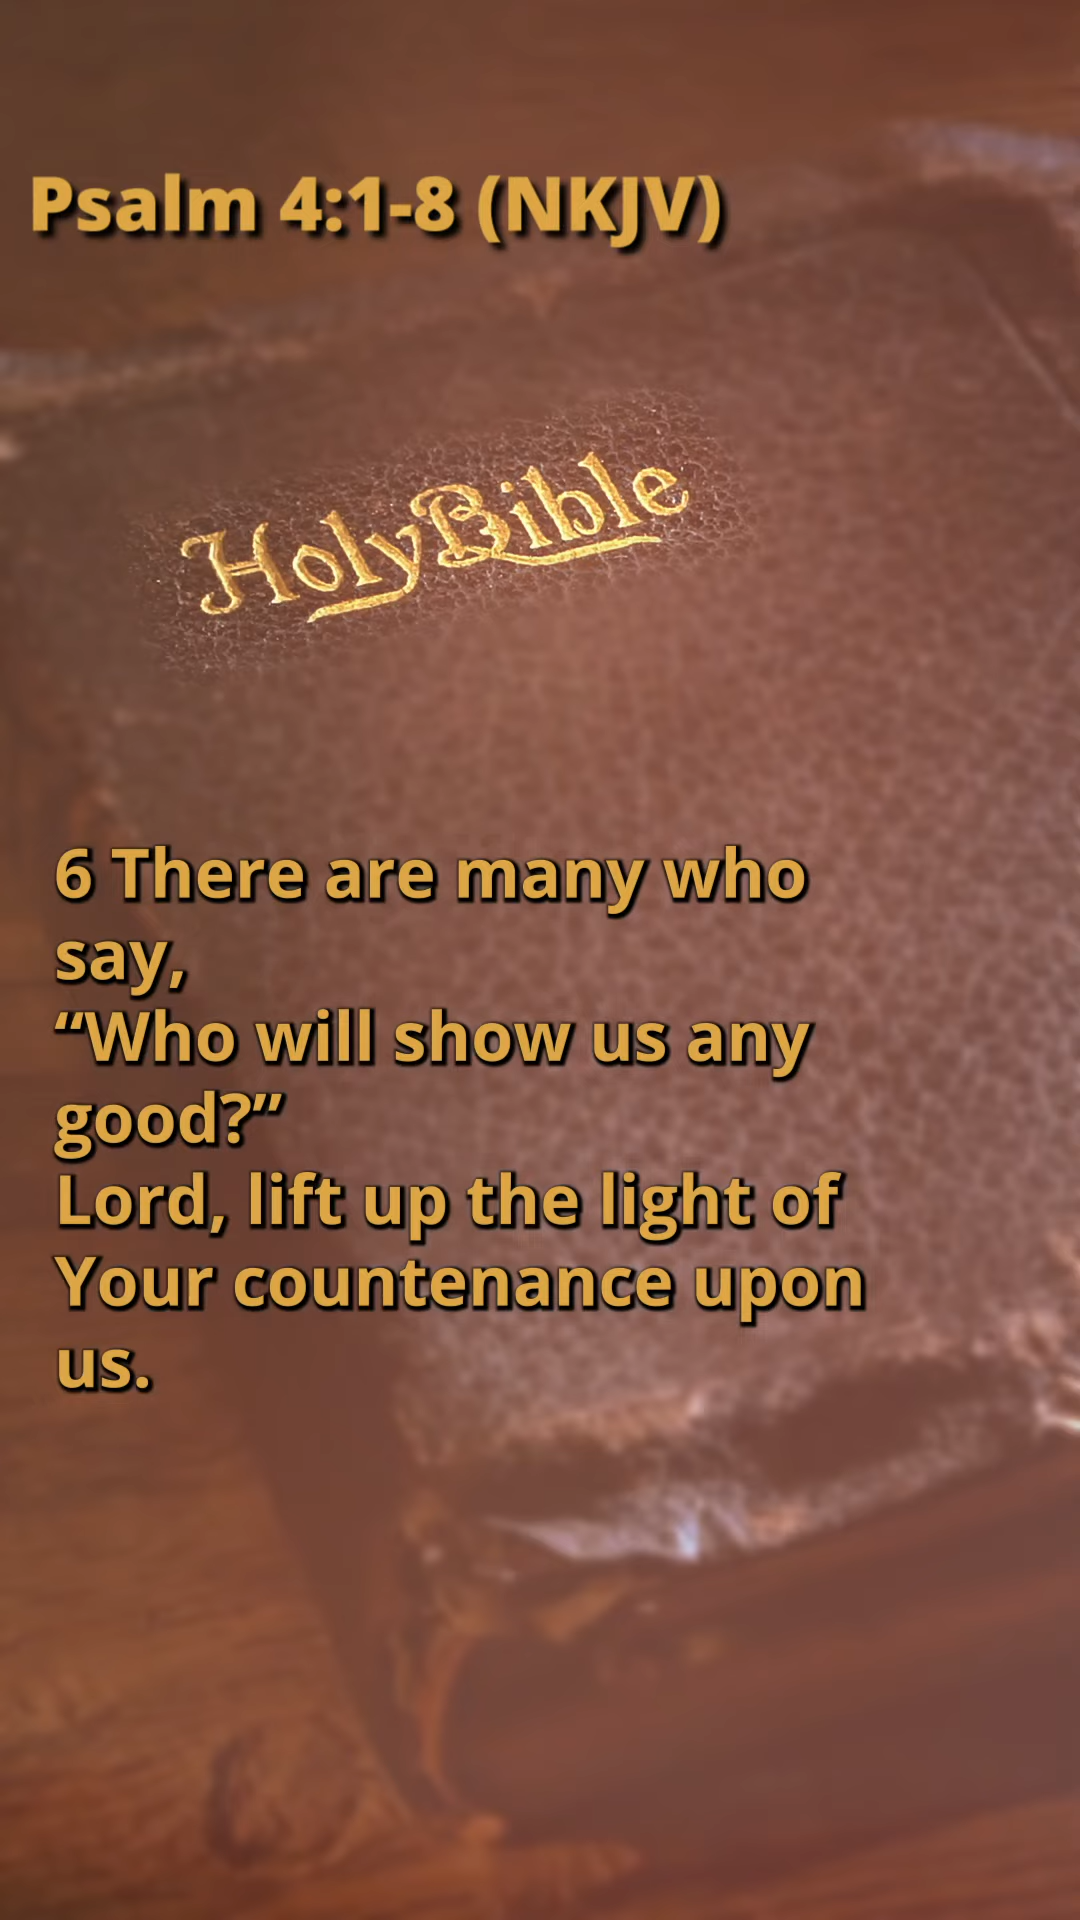 Psalm 4:1-8 (NKJV)
Holy Bible
6 There are many who
say,
“Who will show us any
good?”
Lord, lift up the light of
Your countenance upon
us.